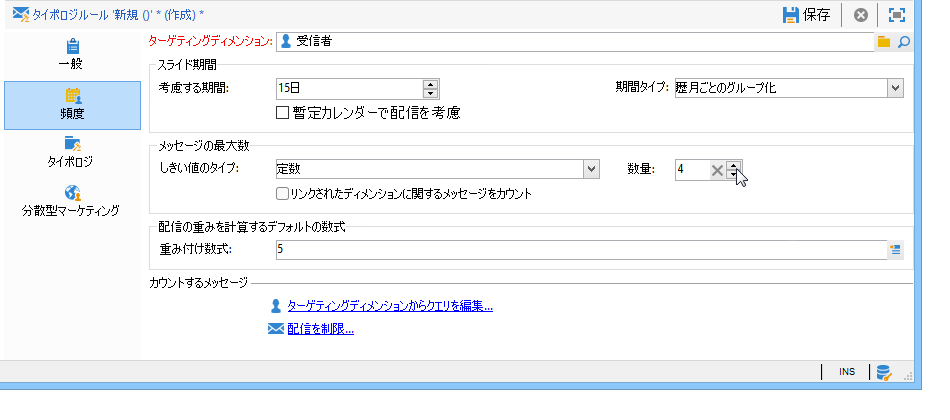 タイポロジルール '新規 ()' * (作成) *
保存
ターゲティングディメンション: 受信者
一般
頻度
タイポロジ
分散型マーケティング
スライド期間
考慮する期間: 15日 期間タイプ: 歴月ごとのグループ化
暫定カレンダーで配信を考慮
メッセージの最大数
しきい値のタイプ: 定数 数量: 4
リンクされたディメンションに関するメッセージをカウント
配信の重みを計算するデフォルトの数式
重み付け数式: 5
カウントするメッセージ
ターゲティングディメンションからクエリを編集...
配信を制限...
INS